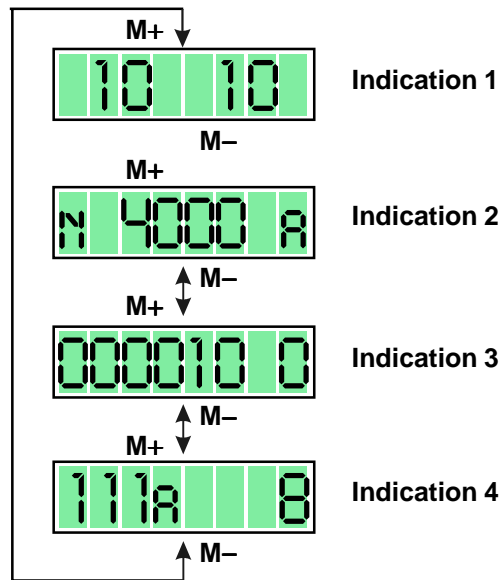 M+
10 10 Indication 1
M–
M+
N 4000 A Indication 2
M–
M+
000010 0 Indication 3
M–
M+
111A 8 Indication 4
M–